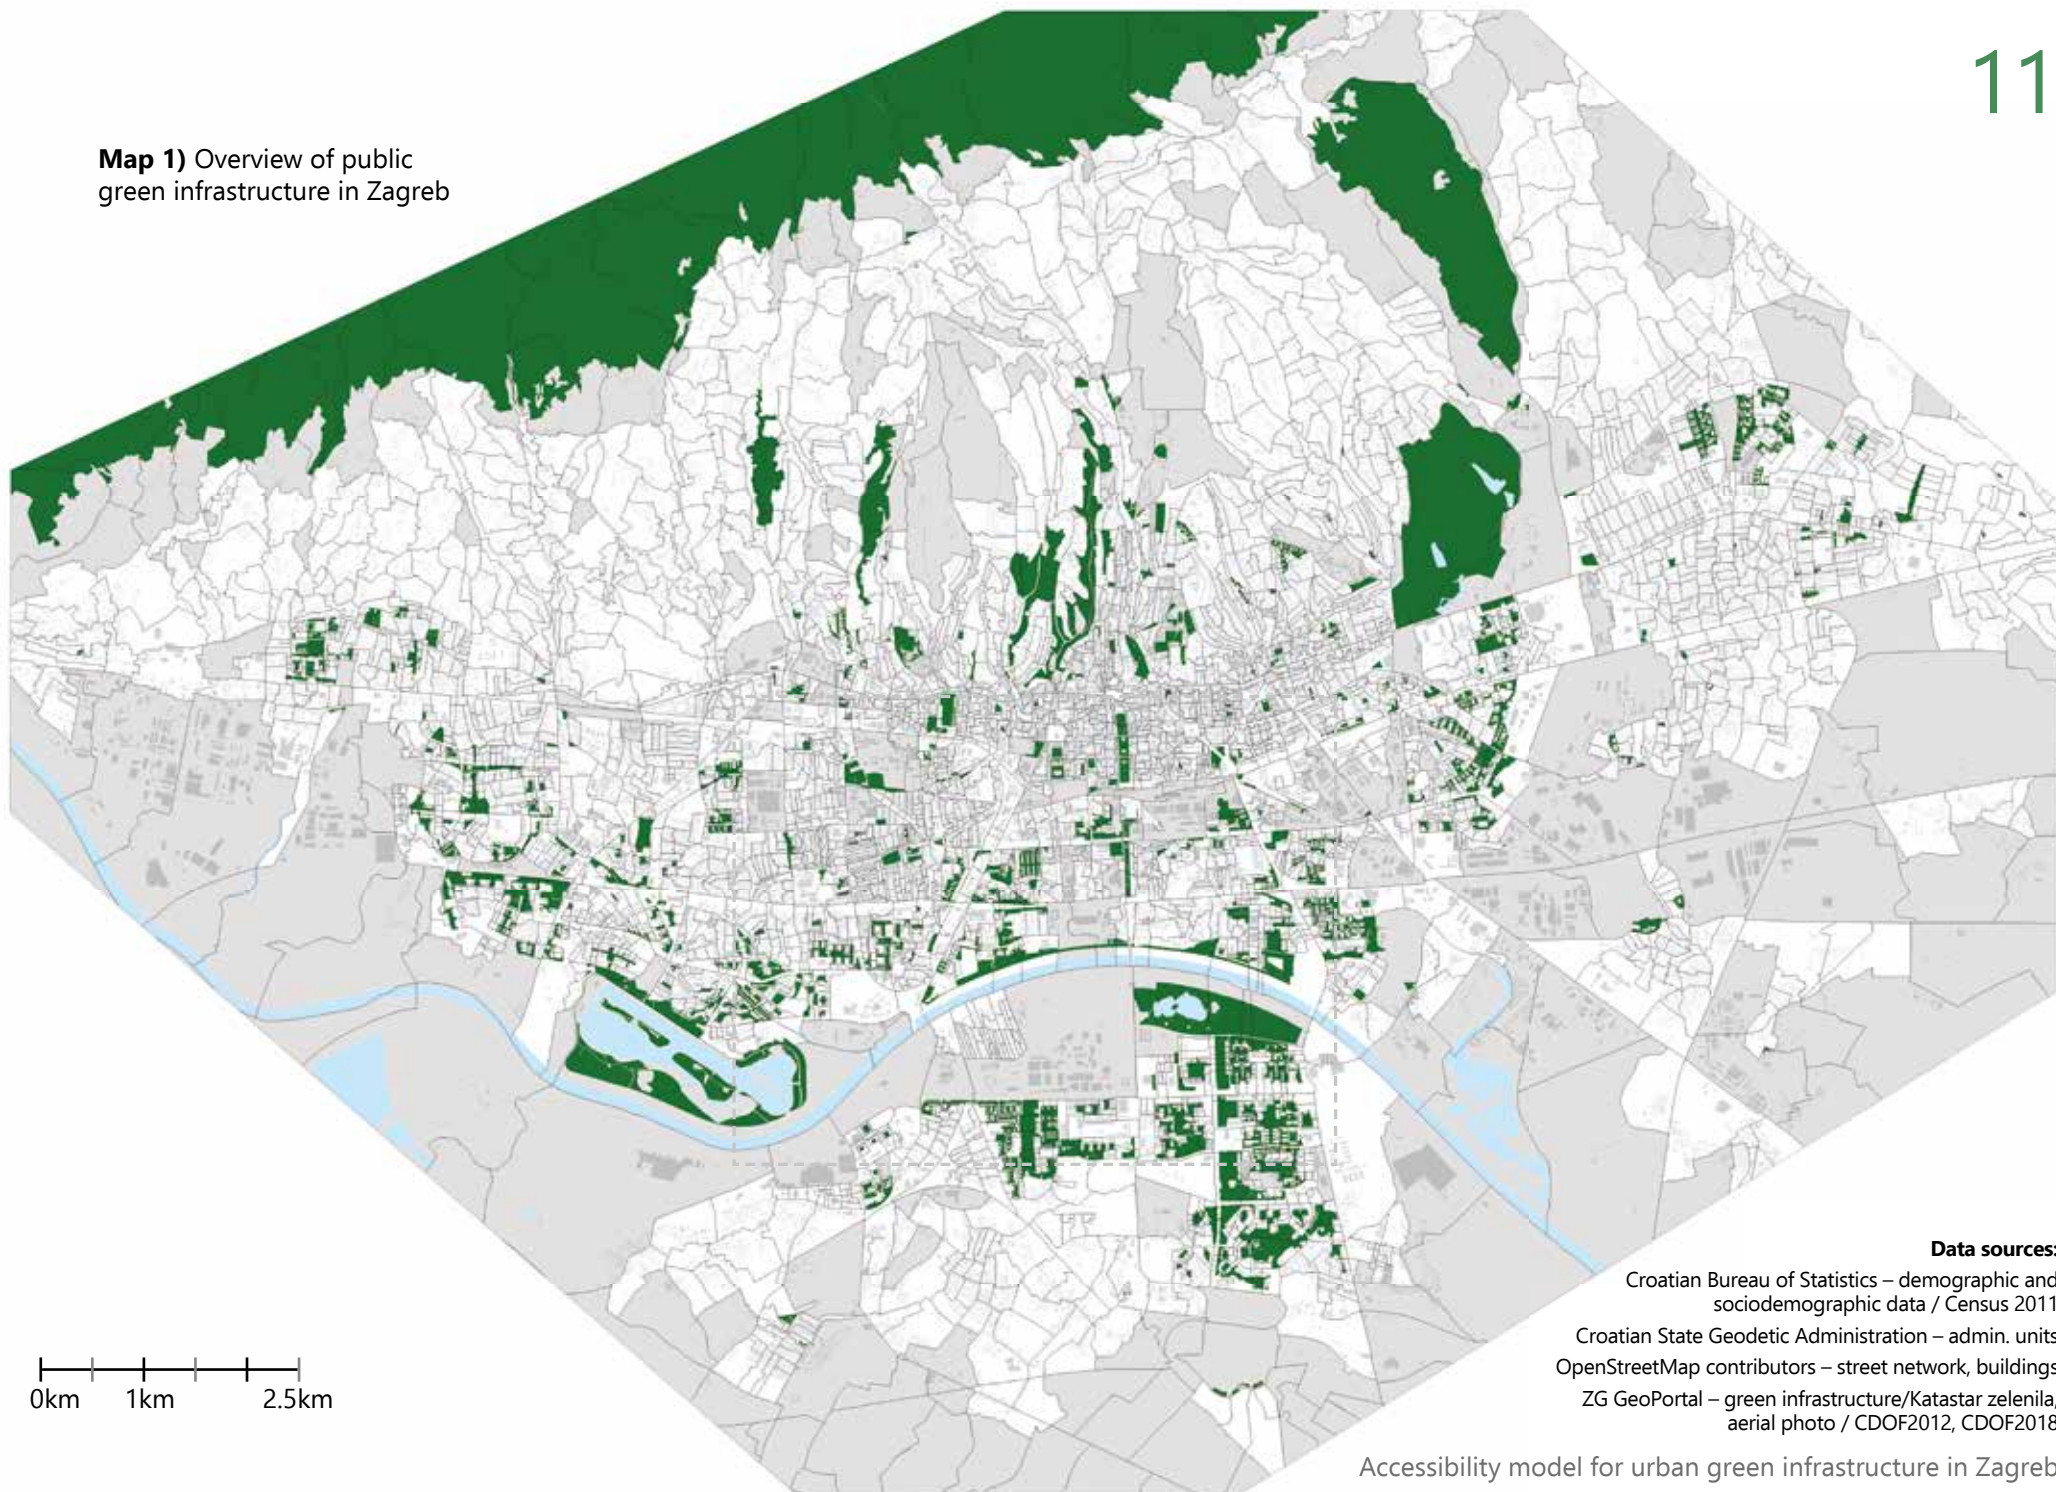 11
Map 1) Overview of public
green infrastructure in Zagreb
Data sources:
Croatian Bureau of Statistics – demographic and
sociodemographic data / Census 2011
Croatian State Geodetic Administration – admin. units
OpenStreetMap contributors – street network, buildings
ZG GeoPortal – green infrastructure/Katastar zelenila,
aerial photo / CDOF2012, CDOF2018
0km 1km 2.5km
Accessibility model for urban green infrastructure in Zagreb